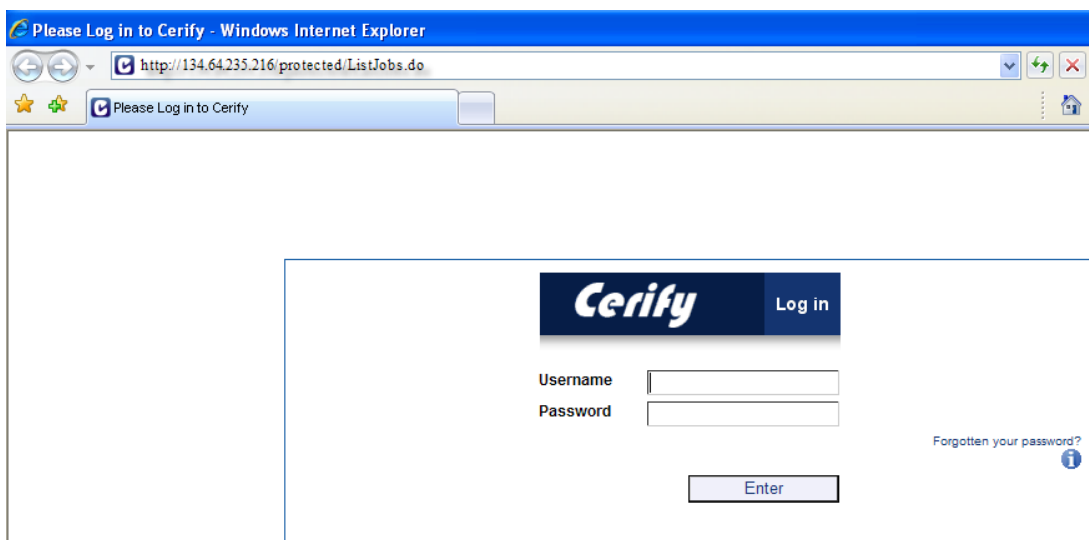 Please Log in to Cerify - Windows Internet Explorer
http://134.64.235.216/protected/ListJobs.do
Please Log in to Cerify
Cerify Log in
Username
Password
Forgotten your password?
Enter